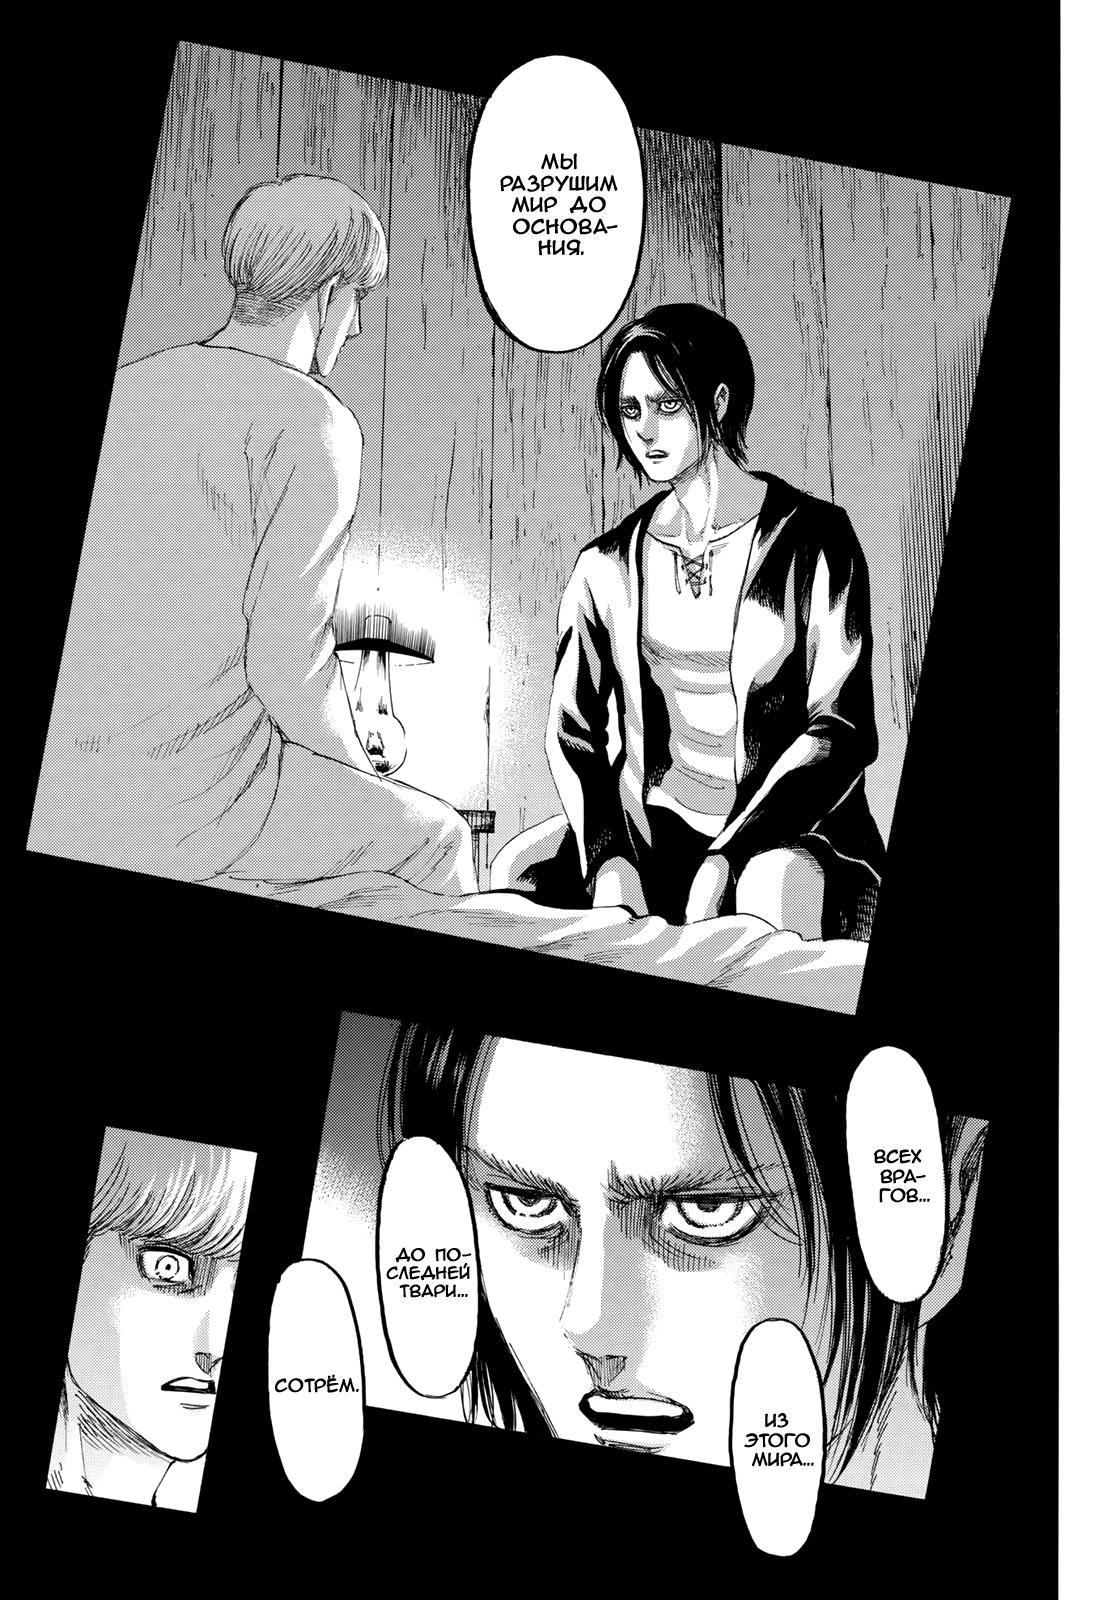 МЫ
РАЗРУШИМ
МИР ДО
ОСНОВА-
НИЯ.
ВСЕХ
ВРА-
ГОВ...
ИЗ
ЭТОГО
МИРА...
ДО ПО-
СЛЕДНЕЙ
ТВАРИ...
СОТРЁМ.